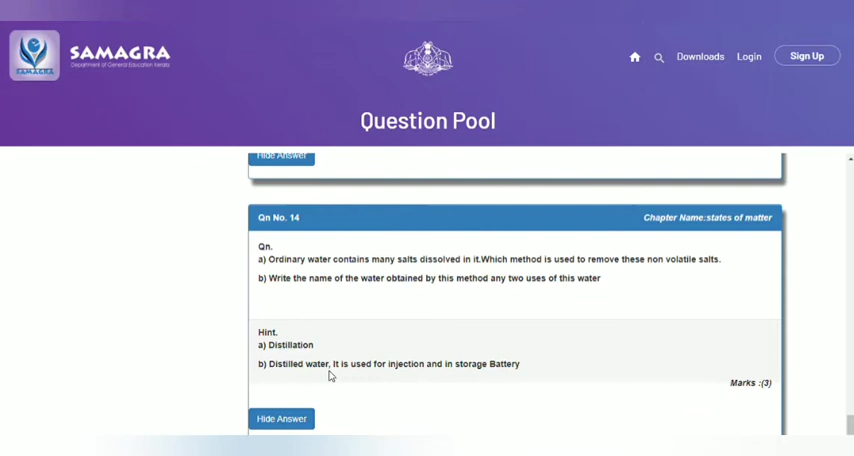 SAMAGRA
Department of General Education Kerala
SAMAGRA
Downloads
Login
Sign Up
Question Pool
Hide Answer
Qn No. 14
Chapter Name:states of matter
Qn.
a) Ordinary water contains many salts dissolved in it.Which method is used to remove these non volatile salts.
b) Write the name of the water obtained by this method any two uses of this water
Hint.
a) Distillation
b) Distilled water, It is used for injection and in storage Battery
Marks :(3)
Hide Answer